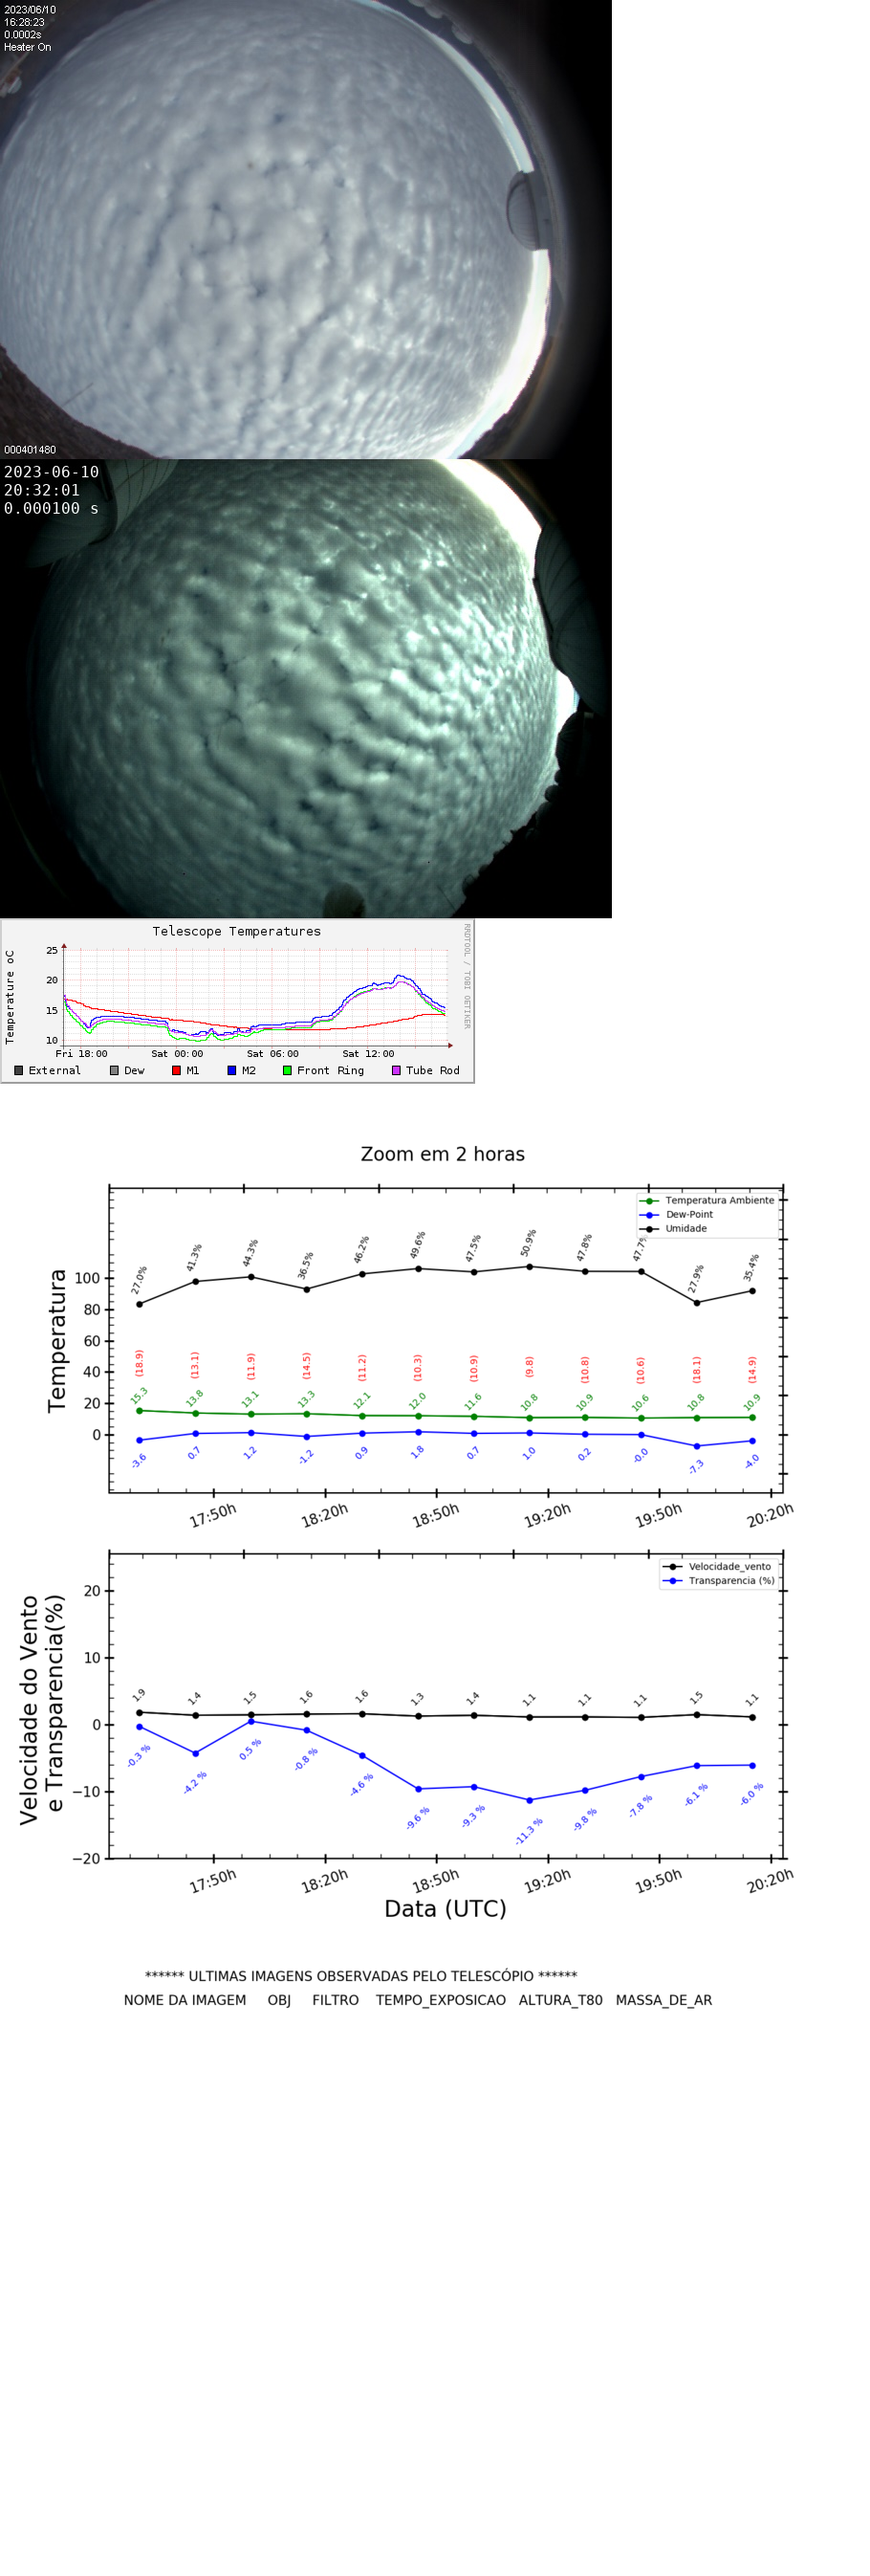 2023/06/10
16:28:23
0.0002s
Heater On
000401480
2023-06-10
20:32:01
0.000100 s
Telescope Temperatures
RRDTOOL / TOBI OETIKER
Temperature oC
25
20
15
10
Fri 18:00 Sat 00:00 Sat 06:00 Sat 12:00
External Dew M1 M2 Front Ring Tube Rod
Zoom em 2 horas
Temperatura Ambiente
Dew-Point
Umidade
Temperatura
100
80
60
40
20
0
27.0% 41.3% 44.3% 36.5% 46.2% 49.6% 47.5% 50.9% 47.8% 47.7% 27.9% 35.4%
(18.9) (13.1) (11.9) (14.5) (11.2) (10.3) (10.9) (9.8) (10.8) (10.6) (18.1) (14.9)
15.3 13.8 13.1 13.3 12.1 12.0 11.6 10.8 10.9 10.6 10.8 10.9
-3.6 0.7 1.2 -1.2 0.9 1.8 0.7 1.0 0.2 -0.0 -7.3 -4.0
17:50h 18:20h 18:50h 19:20h 19:50h 20:20h
Velocidade_vento
Transparencia (%)
Velocidade do Vento
e Transparencia(%)
20
10
0
−10
−20
1.9 1.4 1.5 1.6 1.6 1.3 1.4 1.1 1.1 1.1 1.5 1.1
-0.3 % -4.2 % 0.5 % -0.8 % -4.6 % -9.6 % -9.3 % -11.3 % -9.8 % -7.8 % -6.1 % -6.0 %
17:50h 18:20h 18:50h 19:20h 19:50h 20:20h
Data (UTC)
****** ULTIMAS IMAGENS OBSERVADAS PELO TELESCÓPIO ******
NOME DA IMAGEM OBJ FILTRO TEMPO_EXPOSICAO ALTURA_T80 MASSA_DE_AR